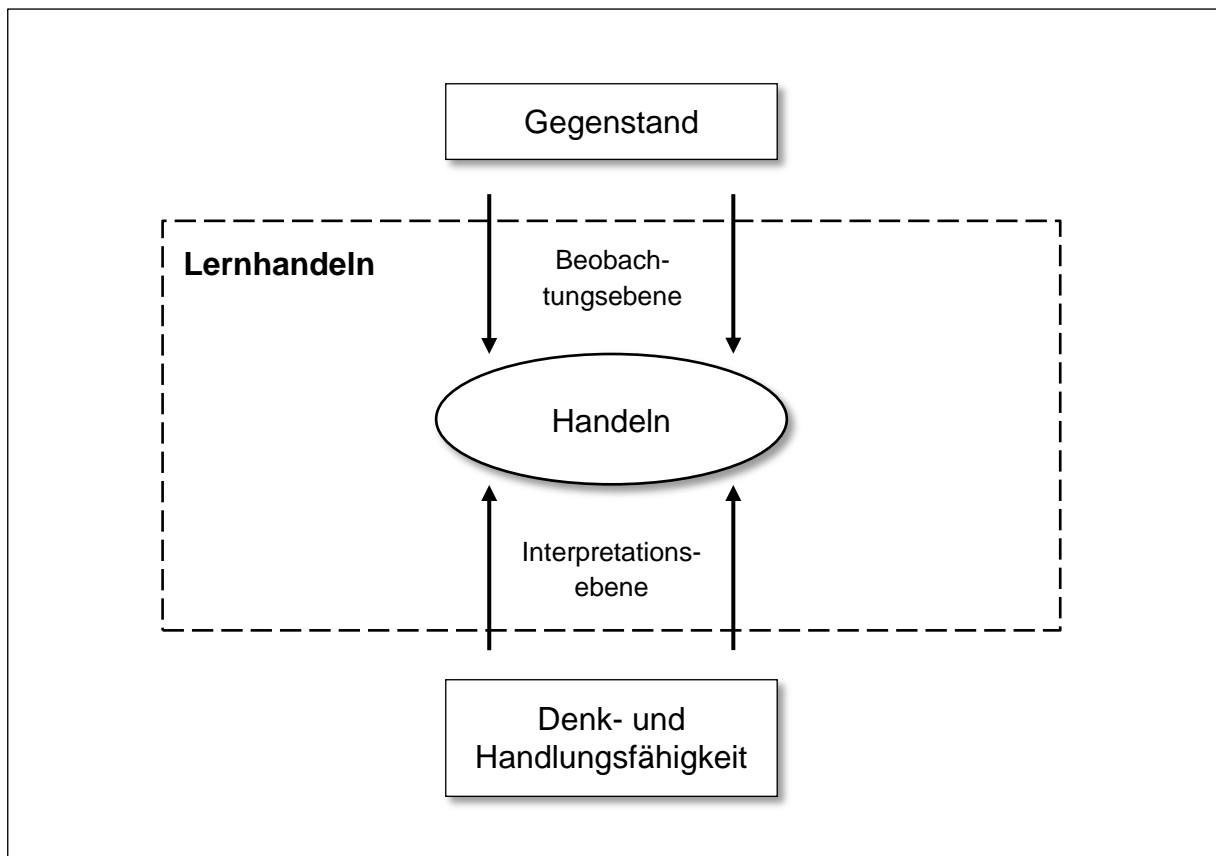 Gegenstand
Lernhandeln
Beobach-
tungsebene
Handeln
Interpretations-
ebene
Denk- und
Handlungsfähigkeit